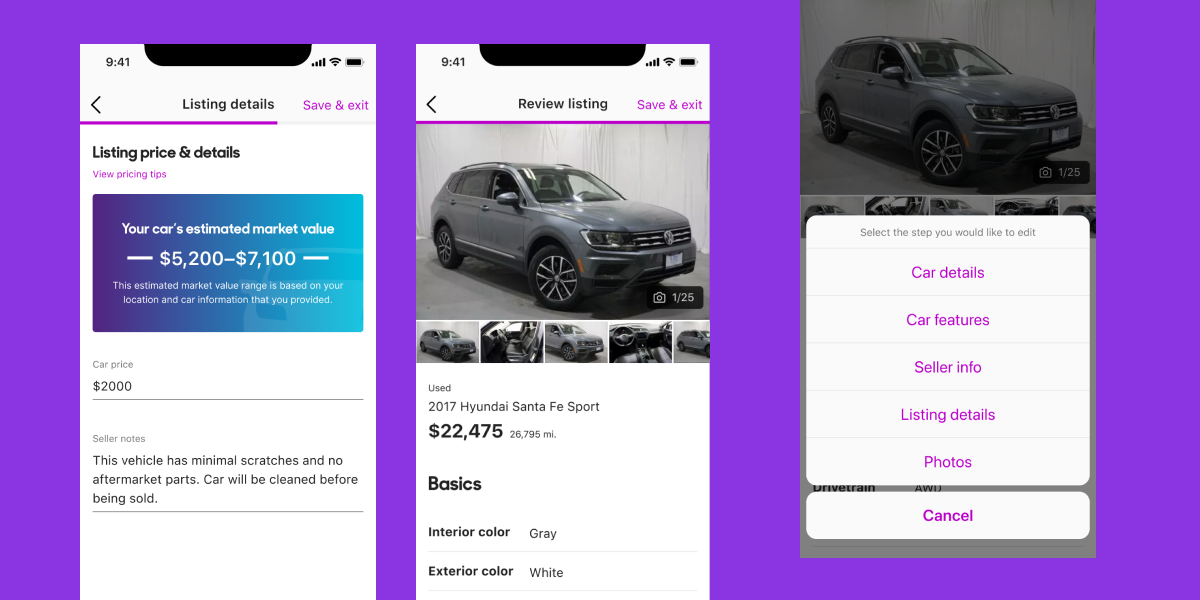 9:41
Listing details
Save & exit
Listing price & details
View pricing tips
Your car's estimated market value
$5,200–$7,100
This estimated market value range is based on your
location and car information that you provided.
Car price
$2000
Seller notes
This vehicle has minimal scratches and no
aftermarket parts. Car will be cleaned before
being sold.
9:41
Review listing
Save & exit
1/25
Used
2017 Hyundai Santa Fe Sport
$22,475 26,795 mi.
Basics
Interior color Gray
Exterior color White
1/25
Select the step you would like to edit
Car details
Car features
Seller info
Listing details
Photos
Drivetrain AWD
Cancel